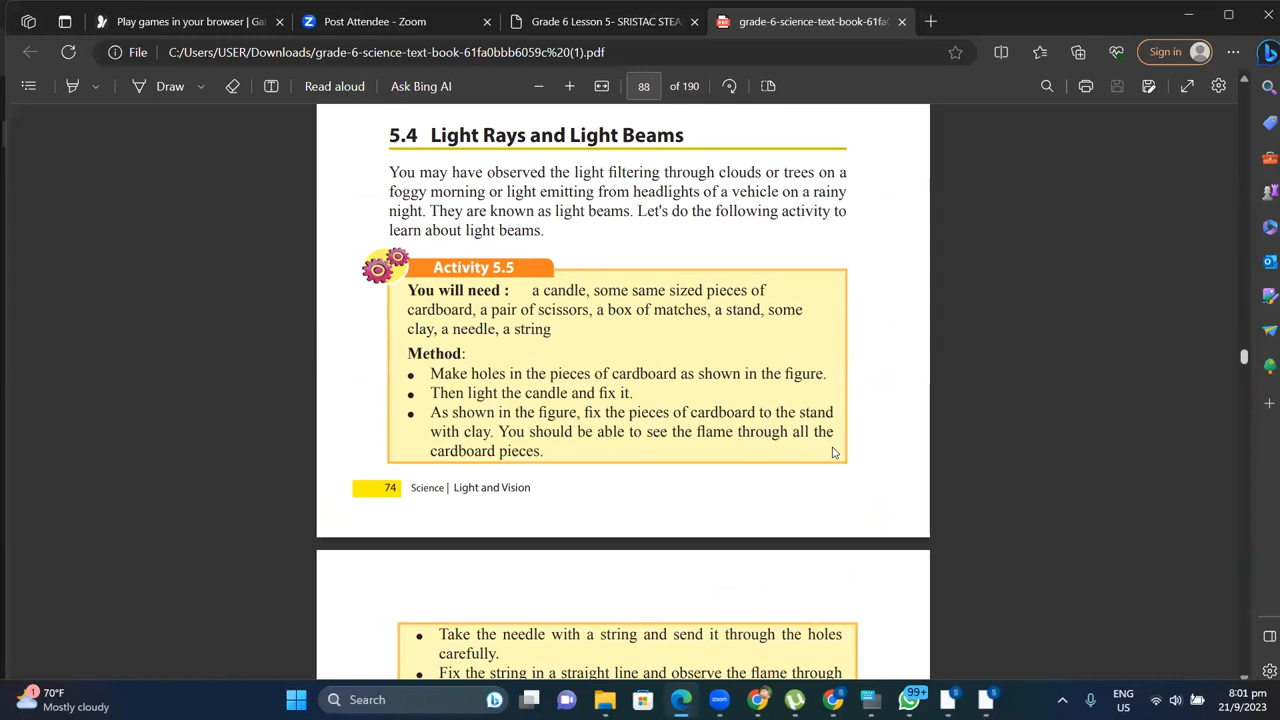 Play games in your browser | Ga
Post Attendee - Zoom
Grade 6 Lesson 5- SRISTAC STEA
grade-6-science-text-book-61fa0
File
C:/Users/USER/Downloads/grade-6-science-text-book-61fa0bbb6059c%20(1).pdf
Sign in
Draw
Read aloud
Ask Bing AI
88 of 190
5.4 Light Rays and Light Beams
You may have observed the light filtering through clouds or trees on a
foggy morning or light emitting from headlights of a vehicle on a rainy
night. They are known as light beams. Let's do the following activity to
learn about light beams.
Activity 5.5
You will need : a candle, some same sized pieces of
cardboard, a pair of scissors, a box of matches, a stand, some
clay, a needle, a string
Method:
• Make holes in the pieces of cardboard as shown in the figure.
• Then light the candle and fix it.
• As shown in the figure, fix the pieces of cardboard to the stand
with clay. You should be able to see the flame through all the
cardboard pieces.
74 Science | Light and Vision
• Take the needle with a string and send it through the holes
carefully.
• Fix the string in a straight line and observe the flame through
1
70°F
Mostly cloudy
Search
zoom
99+
ENG
US
8:01 pm
21/9/2023